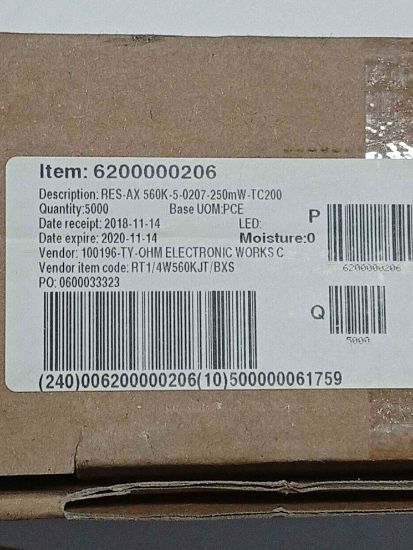 Item: 6200000206
Description: RES-AX 560K-5-0207-250mW-TC200
Quantity:5000 Base UOM:PCE
Date receipt: 2018-11-14 LED:
Date expire: 2020-11-14 Moisture:0
Vendor: 100196-TY-OHM ELECTRONIC WORKS C
Vendor item code: RT1/4W560KJT/BXS
PO: 0600033323
P
6200000206
Q
5000
(240)006200000206(10)500000061759